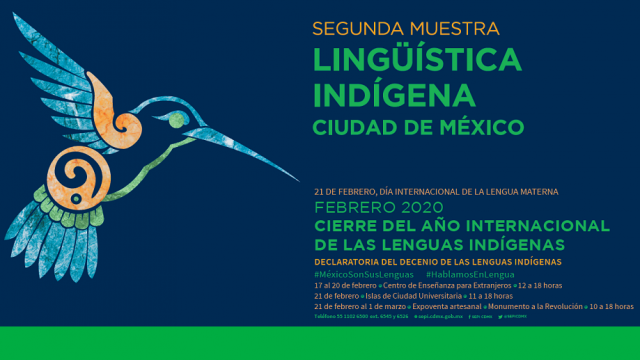 SEGUNDA MUESTRA
LINGÜÍSTICA
INDÍGENA
CIUDAD DE MÉXICO
21 DE FEBRERO, DÍA INTERNACIONAL DE LA LENGUA MATERNA
FEBRERO 2020
CIERRE DEL AÑO INTERNACIONAL
DE LAS LENGUAS INDÍGENAS
DECLARATORIA DEL DECENIO DE LAS LENGUAS INDÍGENAS
#MéxicoSonSusLenguas #HablamosEnLengua
17 al 20 de febrero • Centro de Enseñanza para Extranjeros • 12 a 18 horas
21 de febrero • Islas de Ciudad Universitaria • 11 a 18 horas
21 de febrero al 1 de marzo • Expoventa artesanal • Monumento a la Revolución • 10 a 18 horas
Teléfono 55 1102 6500 ext. 6545 y 6526 • sepi.cdmx.gob.mx